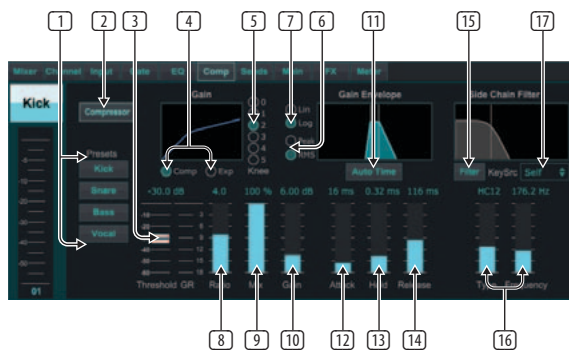 1 2 3 4 5 7 6 11 15 17
Mixer Channel Input Gate EQ Comp Sends Main FX Meter
Kick
Gain Gain Envelope Side Chain Filter
Compressor
0
1
2
3
4
5
Knee
Lin
Log
Peak
RMS
Presets
Kick
Snare
Bass
Vocal
Comp Exp
Auto Time
Filter KeySrc Self
-30.0 dB 4.0 100 % 6.00 dB 16 ms 0.32 ms 116 ms HC12 176.2 Hz
Threshold GR Ratio Mix Gain Attack Hold Release Type Frequency
01
8 9 10 12 13 14 16